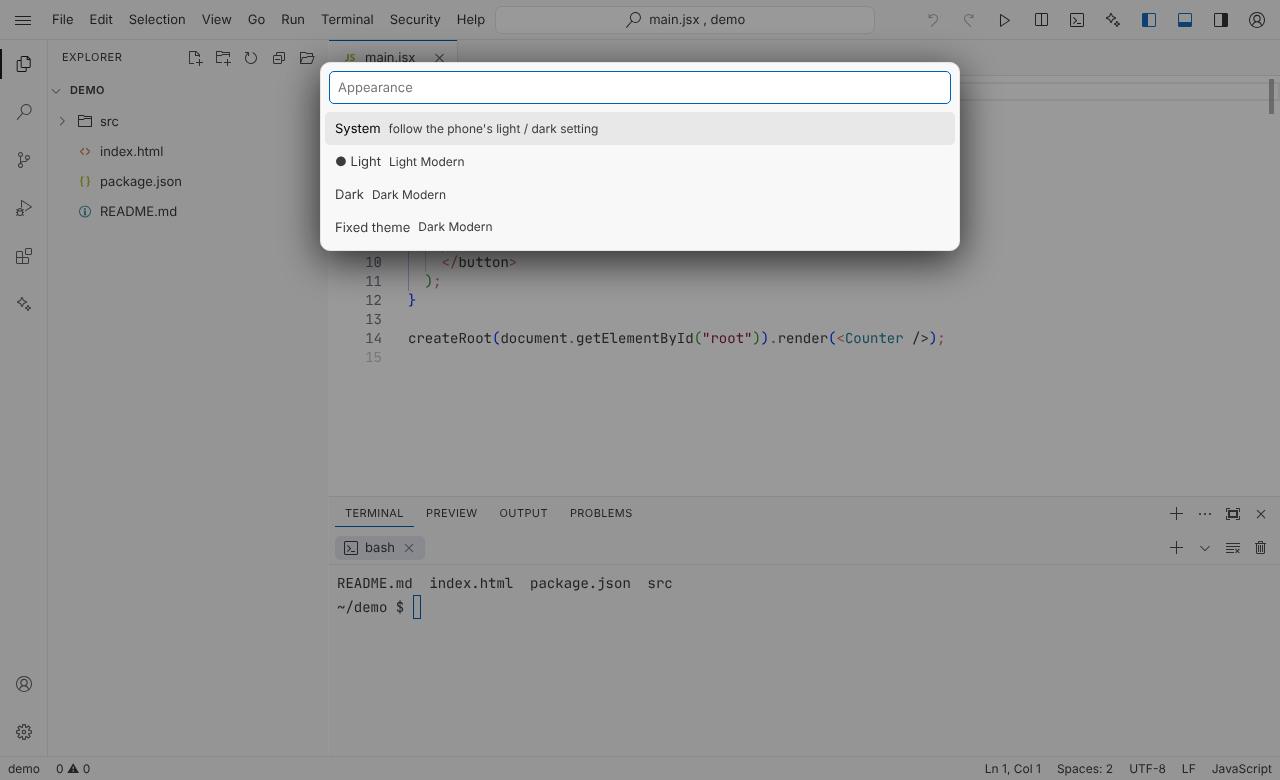 File Edit Selection View Go Run Terminal Security Help main.jsx , demo
EXPLORER
JS main.jsx
DEMO
src
index.html
package.json
README.md
Appearance
System follow the phone's light / dark setting
Light Light Modern
Dark Dark Modern
Fixed theme Dark Modern
10 </button>
11 );
12 }
13
14 createRoot(document.getElementById("root")).render(<Counter />);
15
TERMINAL PREVIEW OUTPUT PROBLEMS
bash
README.md index.html package.json src
~/demo $
demo 0 0 Ln 1, Col 1 Spaces: 2 UTF-8 LF JavaScript